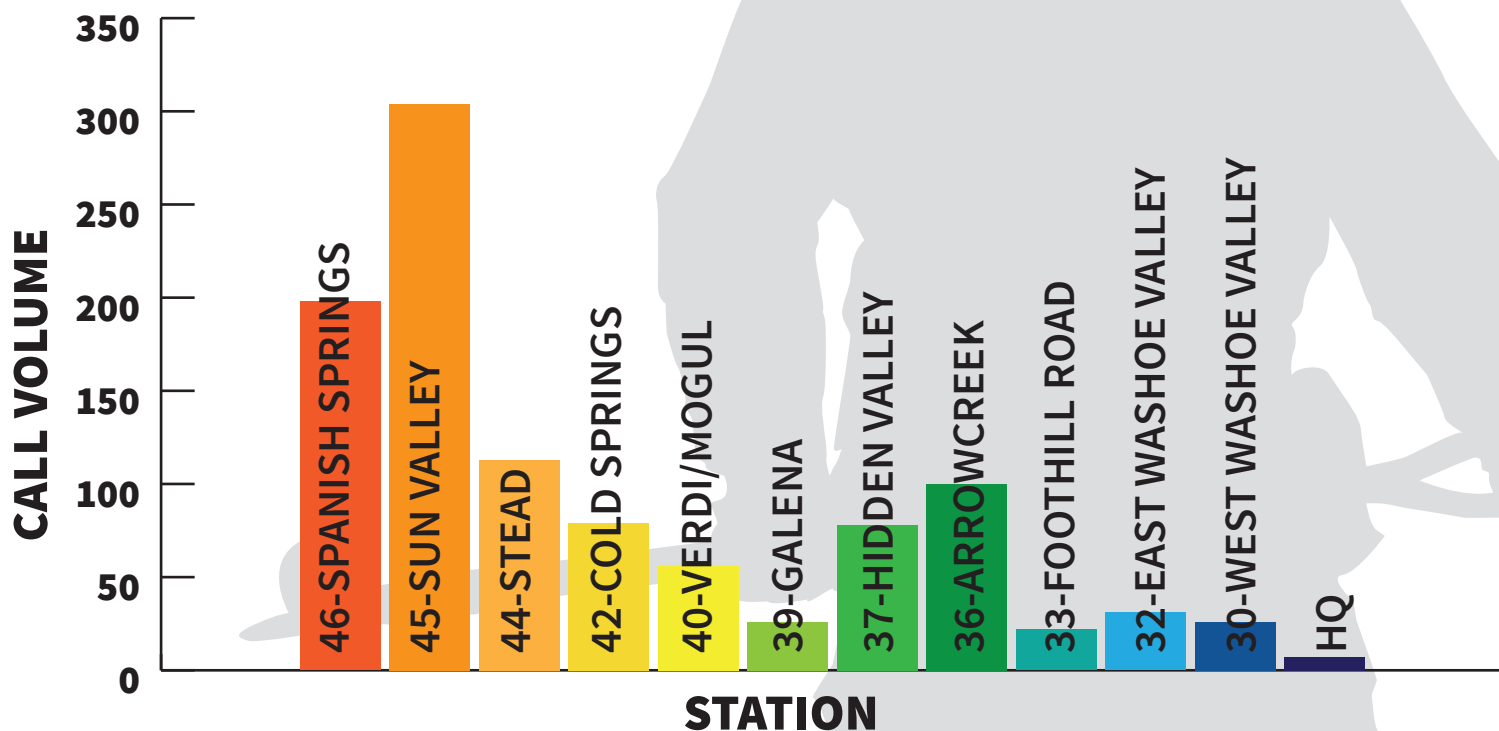 350
300
250
200
150
100
50
0
CALL VOLUME
46-SPANISH SPRINGS
45-SUN VALLEY
44-STEAD
42-COLD SPRINGS
40-VERDI/MOGUL
39-GALENA
37-HIDDEN VALLEY
36-ARROWCREEK
33-FOOTHILL ROAD
32-EAST WASHOE VALLEY
30-WEST WASHOE VALLEY
HQ
STATION